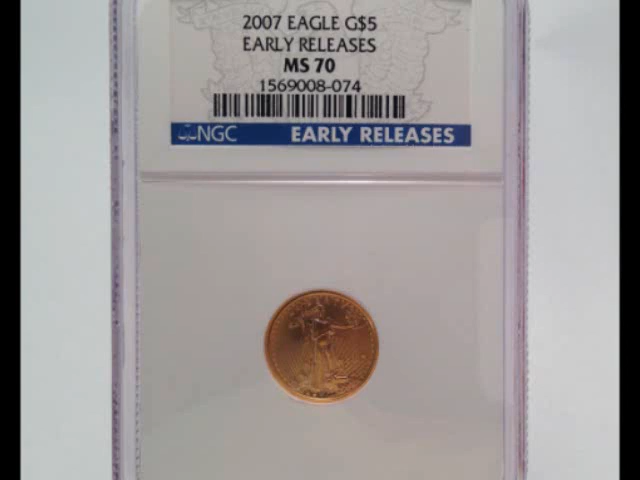 2007 EAGLE G$5
EARLY RELEASES
MS 70
1569008-074
NGC EARLY RELEASES